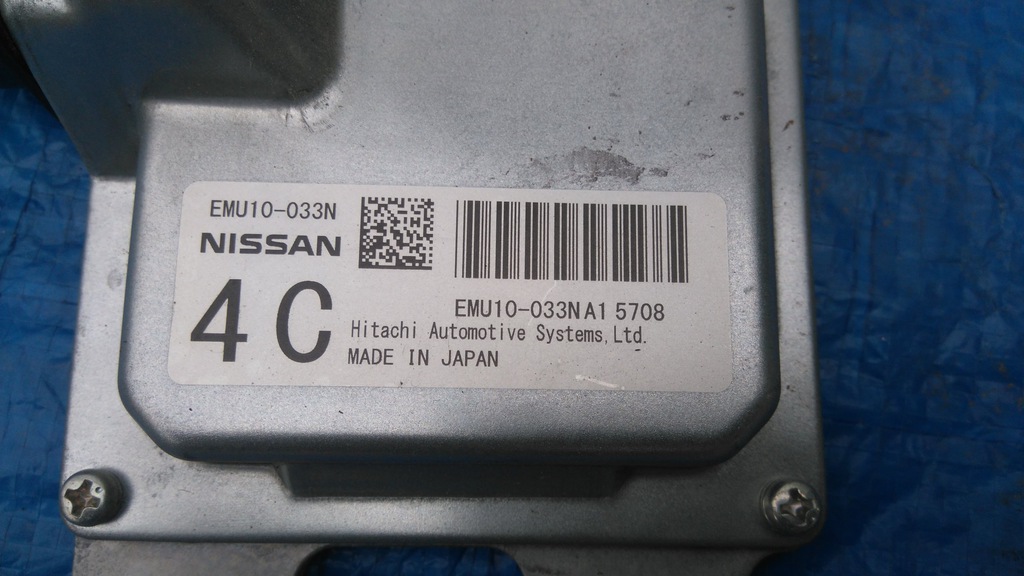 EMU10-033N
NISSAN
4 C
EMU10-033NA1 5708
Hitachi Automotive Systems,Ltd.
MADE IN JAPAN